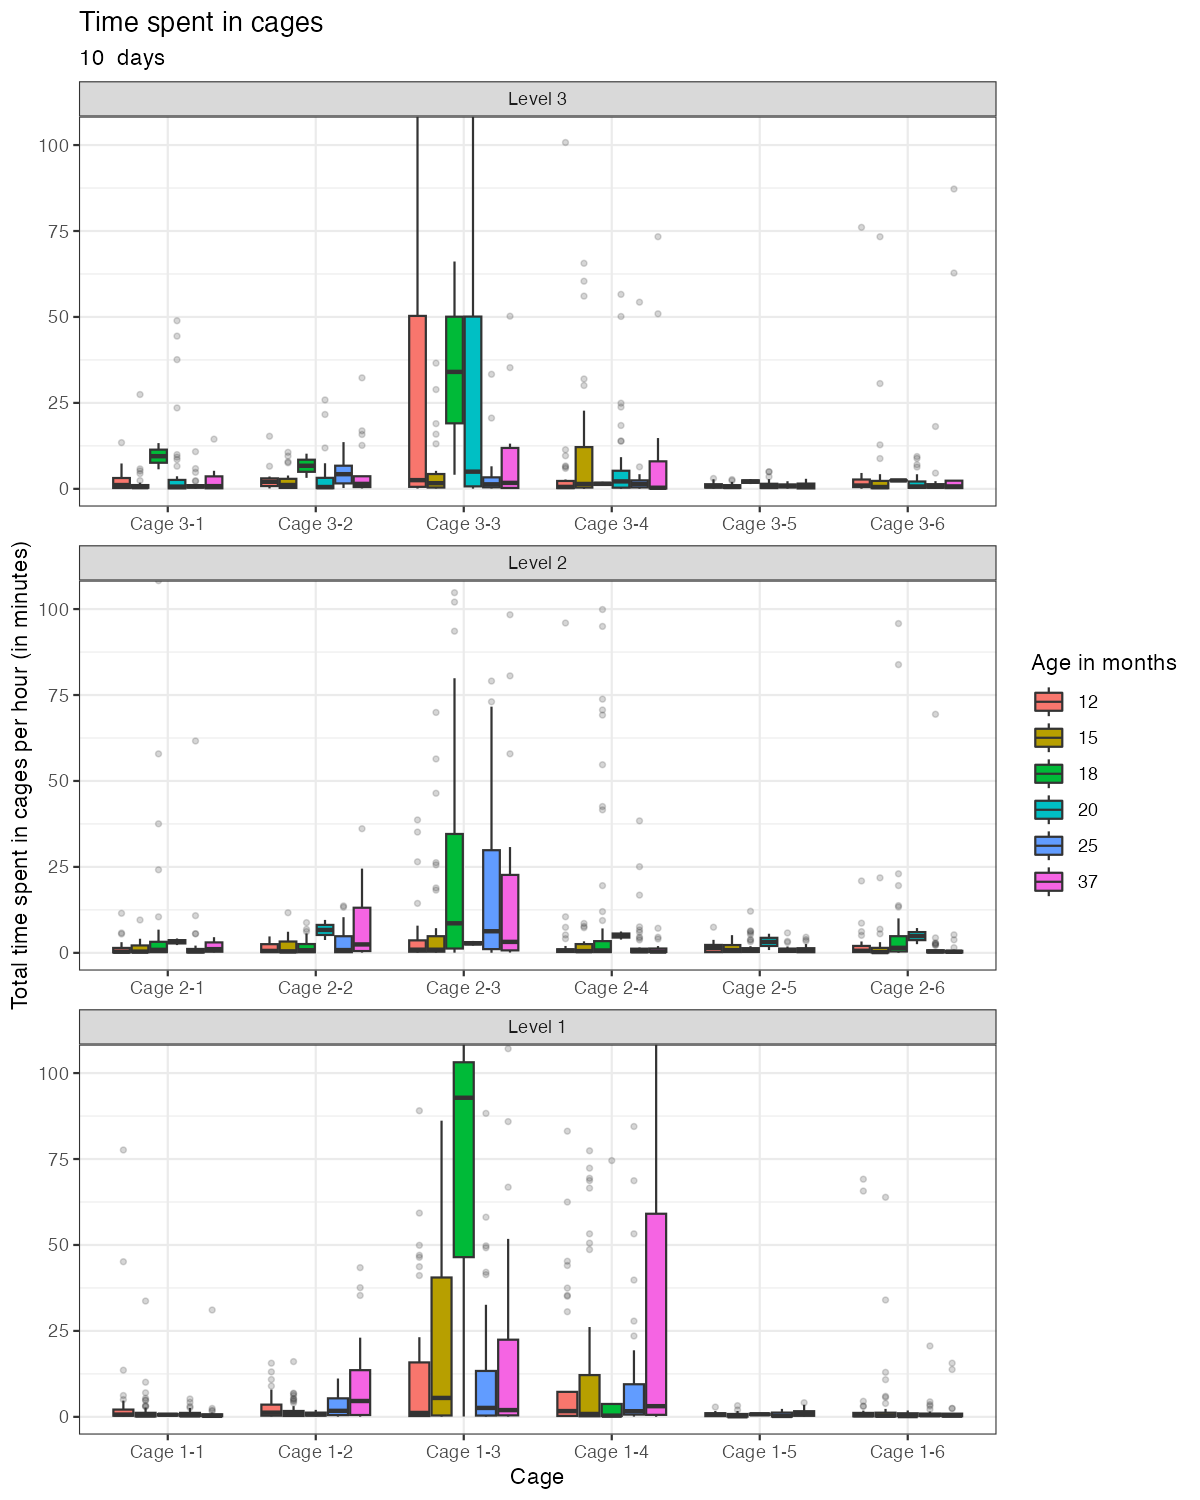 Time spent in cages
10 days
Level 3
100
75
50
25
0
Cage 3-1 Cage 3-2 Cage 3-3 Cage 3-4 Cage 3-5 Cage 3-6
Level 2
100
75
50
25
0
Cage 2-1 Cage 2-2 Cage 2-3 Cage 2-4 Cage 2-5 Cage 2-6
Level 1
100
75
50
25
0
Cage 1-1 Cage 1-2 Cage 1-3 Cage 1-4 Cage 1-5 Cage 1-6
Cage
Total time spent in cages per hour (in minutes)
Age in months
12
15
18
20
25
37